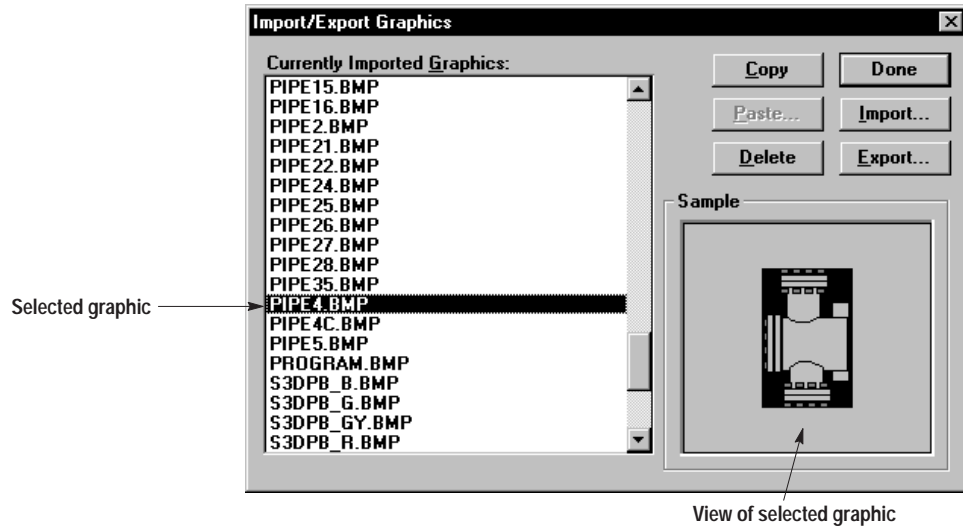 Import/Export Graphics
Currently Imported Graphics:
PIPE15.BMP
PIPE16.BMP
PIPE2.BMP
PIPE21.BMP
PIPE22.BMP
PIPE24.BMP
PIPE25.BMP
PIPE26.BMP
PIPE27.BMP
PIPE28.BMP
PIPE35.BMP
PIPE4.BMP
PIPE4C.BMP
PIPE5.BMP
PROGRAM.BMP
S3DPB_B.BMP
S3DPB_G.BMP
S3DPB_GY.BMP
S3DPB_R.BMP
Copy
Done
Paste...
Import...
Delete
Export...
Sample
Selected graphic
View of selected graphic